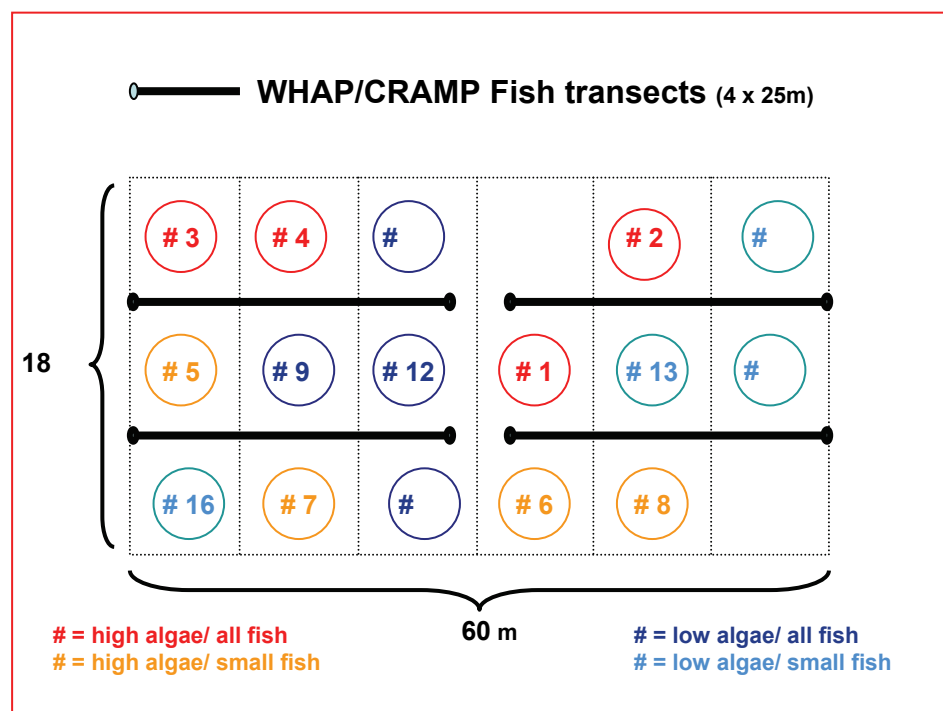 WHAP/CRAMP Fish transects (4 x 25m)
# 3 # 4 # # 2 #
18
# 5 # 9 # 12 # 1 # 13 #
# 16 # 7 # # 6 # 8
60 m
# = high algae/ all fish
# = high algae/ small fish
# = low algae/ all fish
# = low algae/ small fish